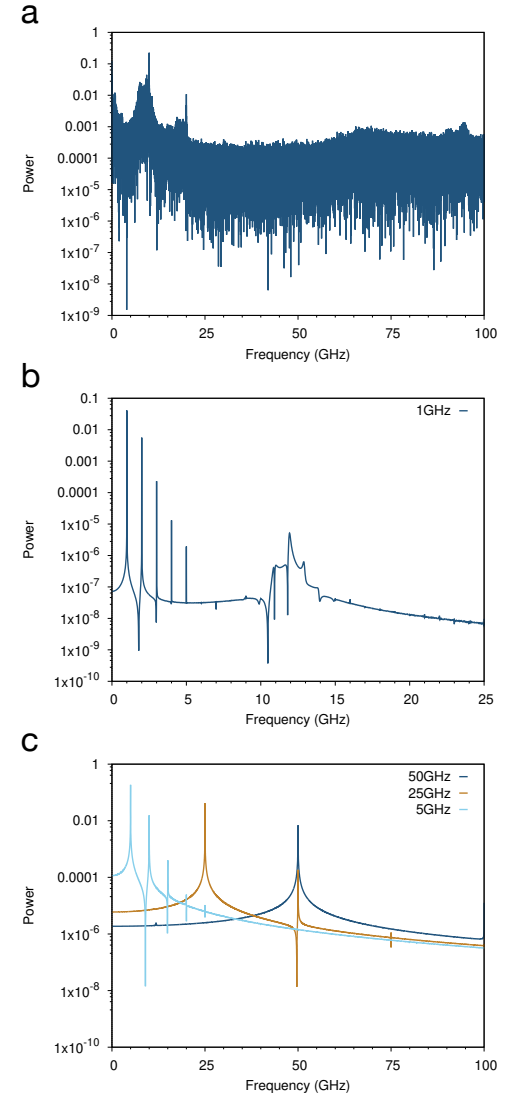 a
1
0.1
0.01
0.001
0.0001
1x10-5
1x10-6
1x10-7
1x10-8
1x10-9
Power
0 25 50 75 100
Frequency (GHz)
b
0.1
0.01
0.001
0.0001
1x10-5
1x10-6
1x10-7
1x10-8
1x10-9
1x10-10
Power
1GHz
0 5 10 15 20 25
Frequency (GHz)
c
1
0.01
0.0001
1x10-6
1x10-8
1x10-10
Power
50GHz
25GHz
5GHz
0 25 50 75 100
Frequency (GHz)